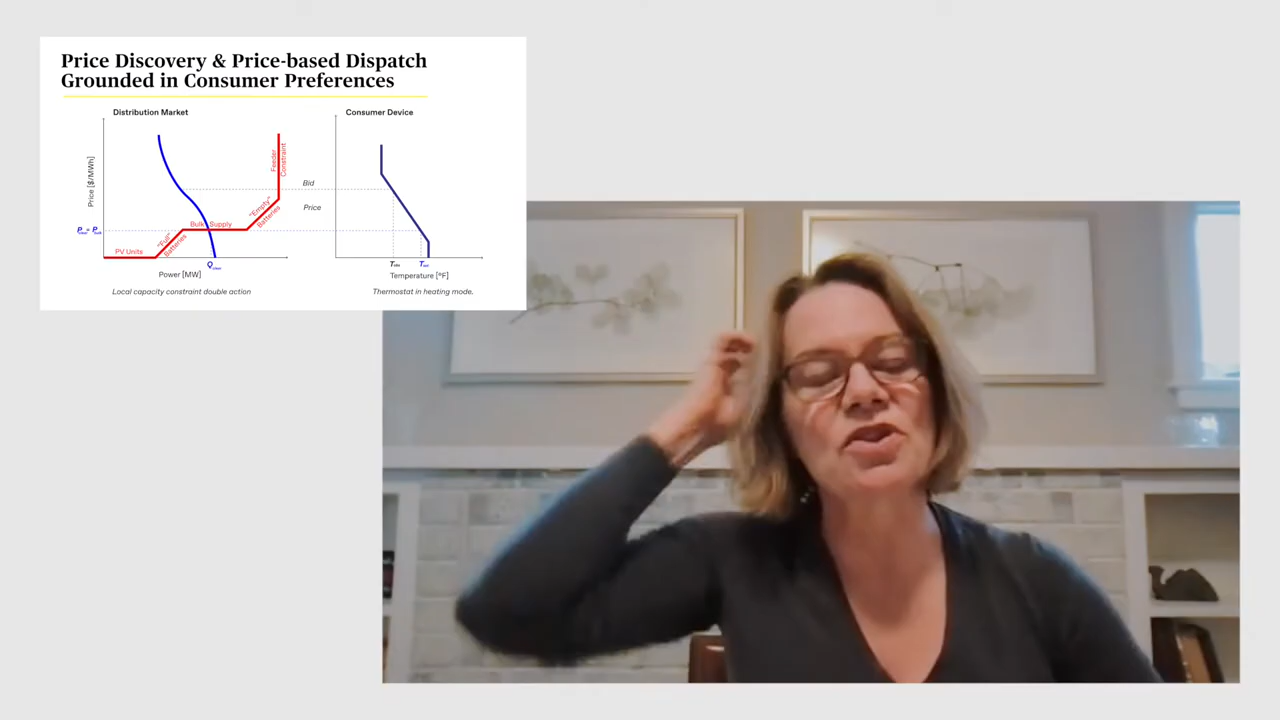 Price Discovery & Price-based Dispatch
Grounded in Consumer Preferences
Distribution Market
Consumer Device
Price [$/MWh]
Feeder
Constraint
Bid
Price
"Empty"
Batteries
Bulk Supply
"Full"
Batteries
PV Units
Power [MW]
Temperature [°F]
Local capacity constraint double action
Thermostat in heating mode.